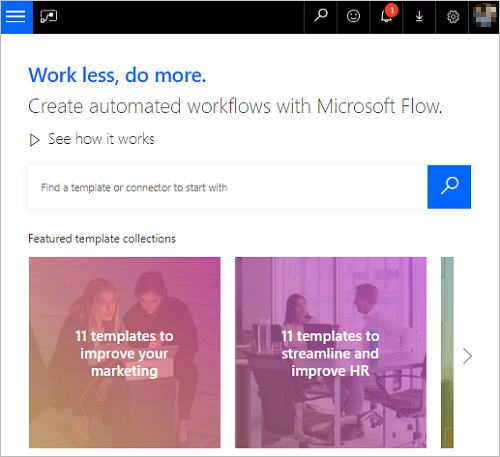 1
Work less, do more.
Create automated workflows with Microsoft Flow.
See how it works
Find a template or connector to start with
Featured template collections
11 templates to
improve your
marketing
11 templates to
streamline and
improve HR